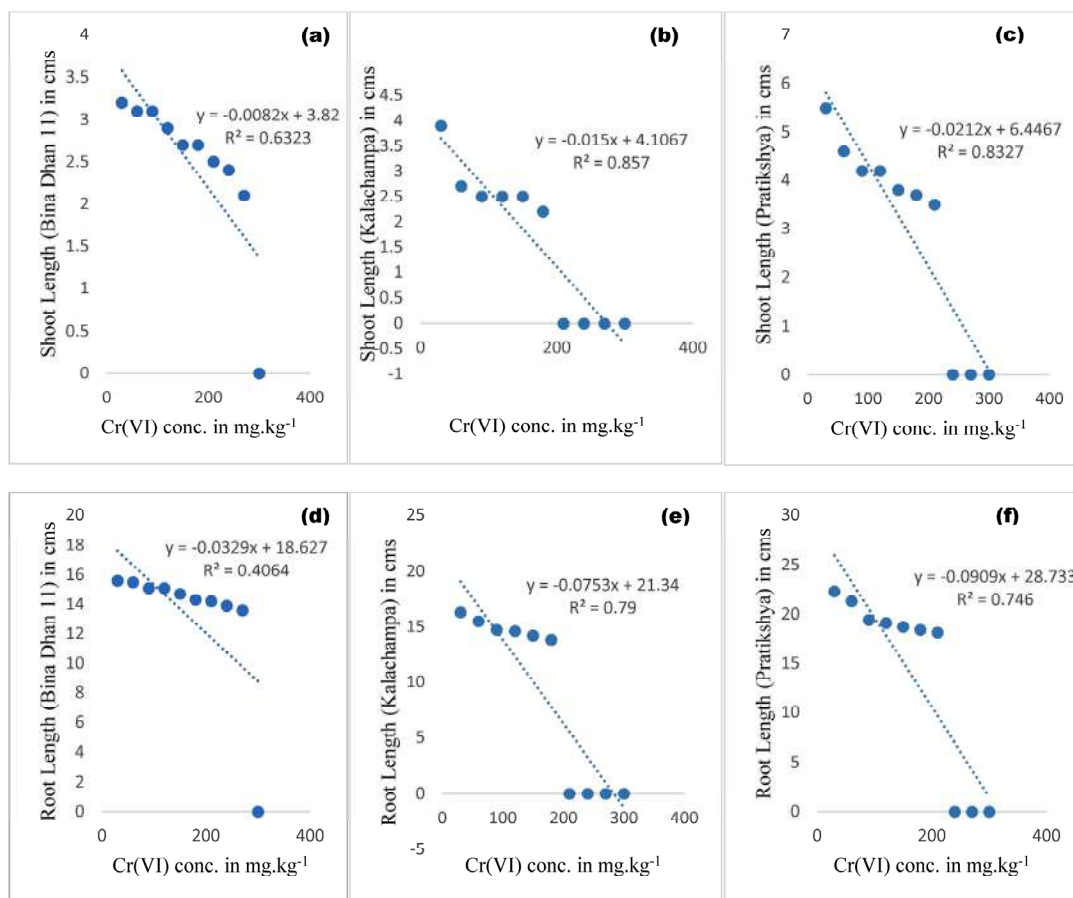 (a)
Shoot Length (Bina Dhan 11) in cms
4
3.5
3
2.5
2
1.5
1
0.5
0
y = -0.0082x + 3.82
R² = 0.6323
0 200 400
Cr(VI) conc. in mg.kg⁻¹
(b)
Shoot Length (Kalachampa) in cms
4.5
4
3.5
3
2.5
2
1.5
1
0.5
0
-0.5
-1
y = -0.015x + 4.1067
R² = 0.857
0 200 400
Cr(VI) conc. in mg.kg⁻¹
(c)
Shoot Length (Pratikshya) in cms
7
6
5
4
3
2
1
0
y = -0.0212x + 6.4467
R² = 0.8327
0 100 200 300 400
Cr(VI) conc. in mg.kg⁻¹
(d)
Root Length (Bina Dhan 11) in cms
20
18
16
14
12
10
8
6
4
2
0
y = -0.0329x + 18.627
R² = 0.4064
0 200 400
Cr(VI) conc. in mg.kg⁻¹
(e)
Root Length (Kalachampa) in cms
25
20
15
10
5
0
-5
y = -0.0753x + 21.34
R² = 0.79
0 100 200 300 400
Cr(VI) conc. in mg.kg⁻¹
(f)
Root Length (Pratikshya) in cms
30
25
20
15
10
5
0
y = -0.0909x + 28.733
R² = 0.746
0 200 400
Cr(VI) conc. in mg.kg⁻¹